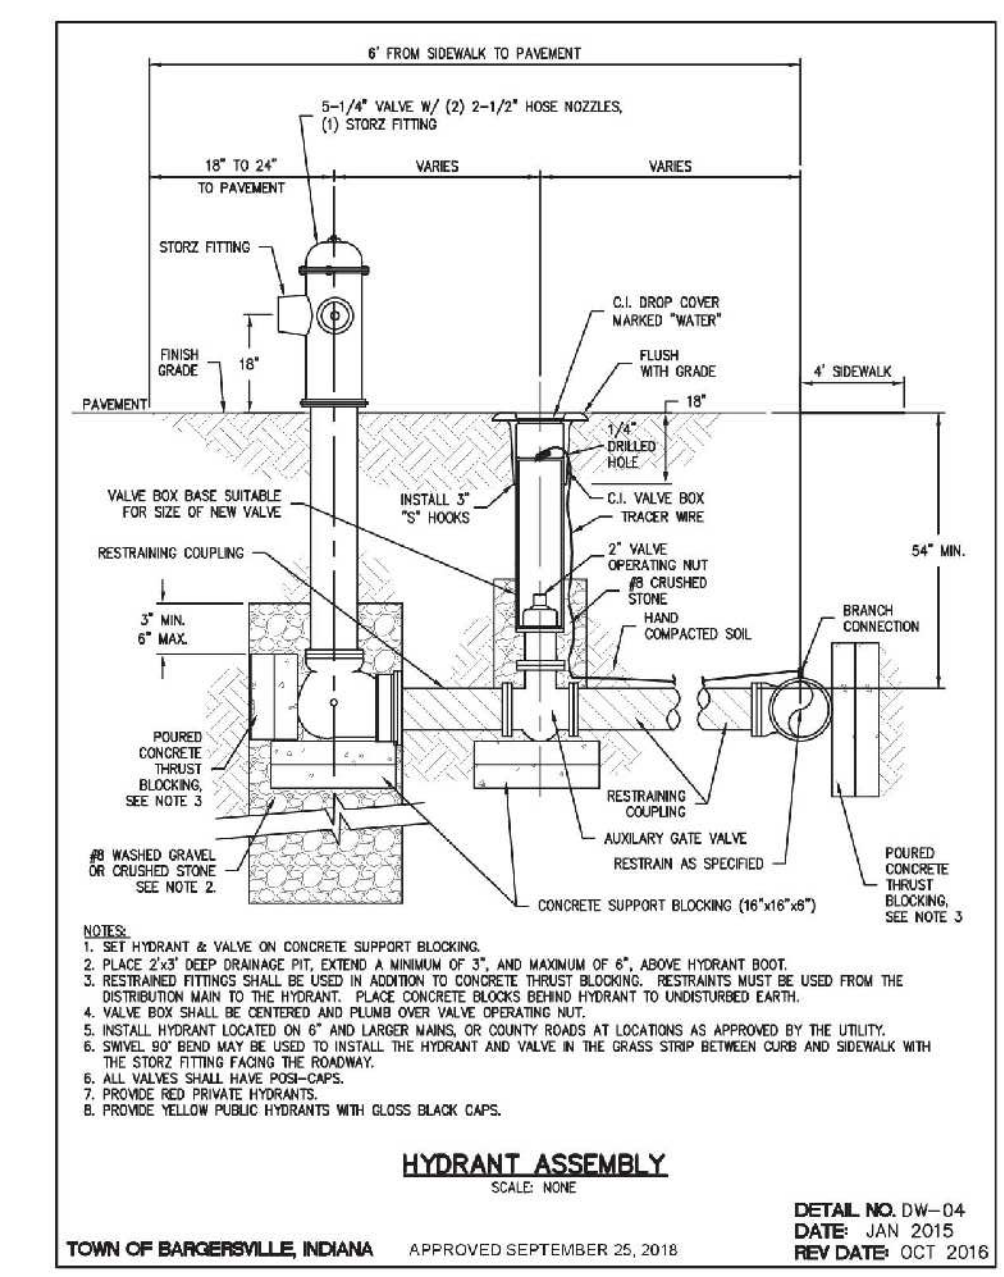 6' FROM SIDEWALK TO PAVEMENT
5-1/4" VALVE W/ (2) 2-1/2" HOSE NOZZLES,
(1) STORZ FITTING
18" TO 24"
TO PAVEMENT
VARIES
VARIES
STORZ FITTING
C.I. DROP COVER
MARKED "WATER"
FINISH
GRADE
18"
FLUSH
WITH GRADE
4' SIDEWALK
PAVEMENT
18"
1/4"
DRILLED
HOLE
VALVE BOX BASE SUITABLE
FOR SIZE OF NEW VALVE
INSTALL 3"
"S" HOOKS
C.I. VALVE BOX
TRACER WIRE
RESTRAINING COUPLING
2" VALVE
OPERATING NUT
54" MIN.
#8 CRUSHED
STONE
3" MIN.
6" MAX.
HAND
COMPACTED SOIL
BRANCH
CONNECTION
POURED
CONCRETE
THRUST
BLOCKING,
SEE NOTE 3
RESTRAINING
COUPLING
AUXILARY GATE VALVE
RESTRAIN AS SPECIFIED
#8 WASHED GRAVEL
OR CRUSHED STONE
SEE NOTE 2.
POURED
CONCRETE
THRUST
BLOCKING,
SEE NOTE 3
CONCRETE SUPPORT BLOCKING (16"x16"x6")
NOTES:
1. SET HYDRANT & VALVE ON CONCRETE SUPPORT BLOCKING.
2. PLACE 2'x3' DEEP DRAINAGE PIT, EXTEND A MINIMUM OF 3", AND MAXIMUM OF 6", ABOVE HYDRANT BOOT.
3. RESTRAINED FITTINGS SHALL BE USED IN ADDITION TO CONCRETE THRUST BLOCKING. RESTRAINTS MUST BE USED FROM THE
DISTRIBUTION MAIN TO THE HYDRANT. PLACE CONCRETE BLOCKS BEHIND HYDRANT TO UNDISTURBED EARTH.
4. VALVE BOX SHALL BE CENTERED AND PLUMB OVER VALVE OPERATING NUT.
5. INSTALL HYDRANT LOCATED ON 6" AND LARGER MAINS, OR COUNTY ROADS AT LOCATIONS AS APPROVED BY THE UTILITY.
6. SWIVEL 90° BEND MAY BE USED TO INSTALL THE HYDRANT AND VALVE IN THE GRASS STRIP BETWEEN CURB AND SIDEWALK WITH
THE STORZ FITTING FACING THE ROADWAY.
6. ALL VALVES SHALL HAVE POSI-CAPS.
7. PROVIDE RED PRIVATE HYDRANTS.
8. PROVIDE YELLOW PUBLIC HYDRANTS WITH GLOSS BLACK CAPS.
HYDRANT ASSEMBLY
SCALE: NONE
DETAIL NO. DW-04
DATE: JAN 2015
REV DATE: OCT 2016
TOWN OF BARGERSVILLE, INDIANA
APPROVED SEPTEMBER 25, 2018